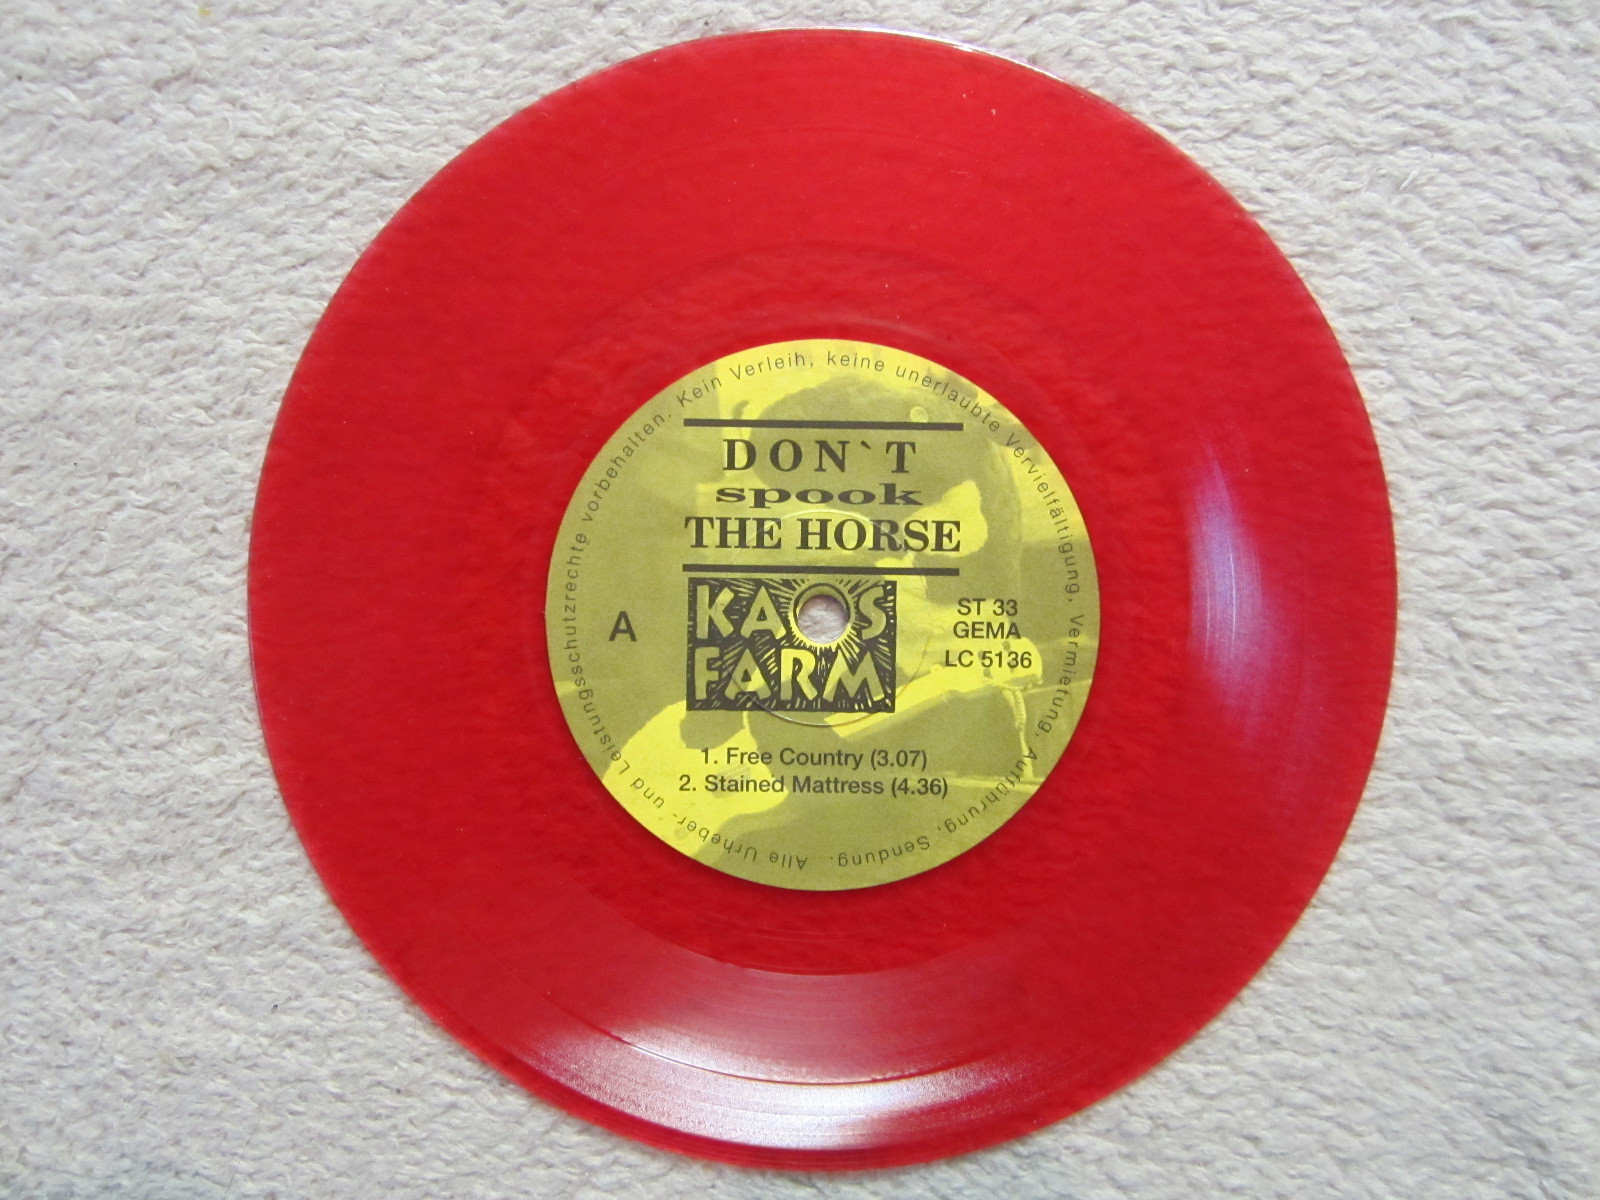 Alle Urheber- und Leistungsschutzrechte vorbehalten. Kein Verleih, keine unerlaubte Vervielfältigung, Vermietung, Aufführung, Sendung.
DON`T
spook
THE HORSE
KAOS
FARM
A
ST 33
GEMA
LC 5136
1. Free Country (3.07)
2. Stained Mattress (4.36)